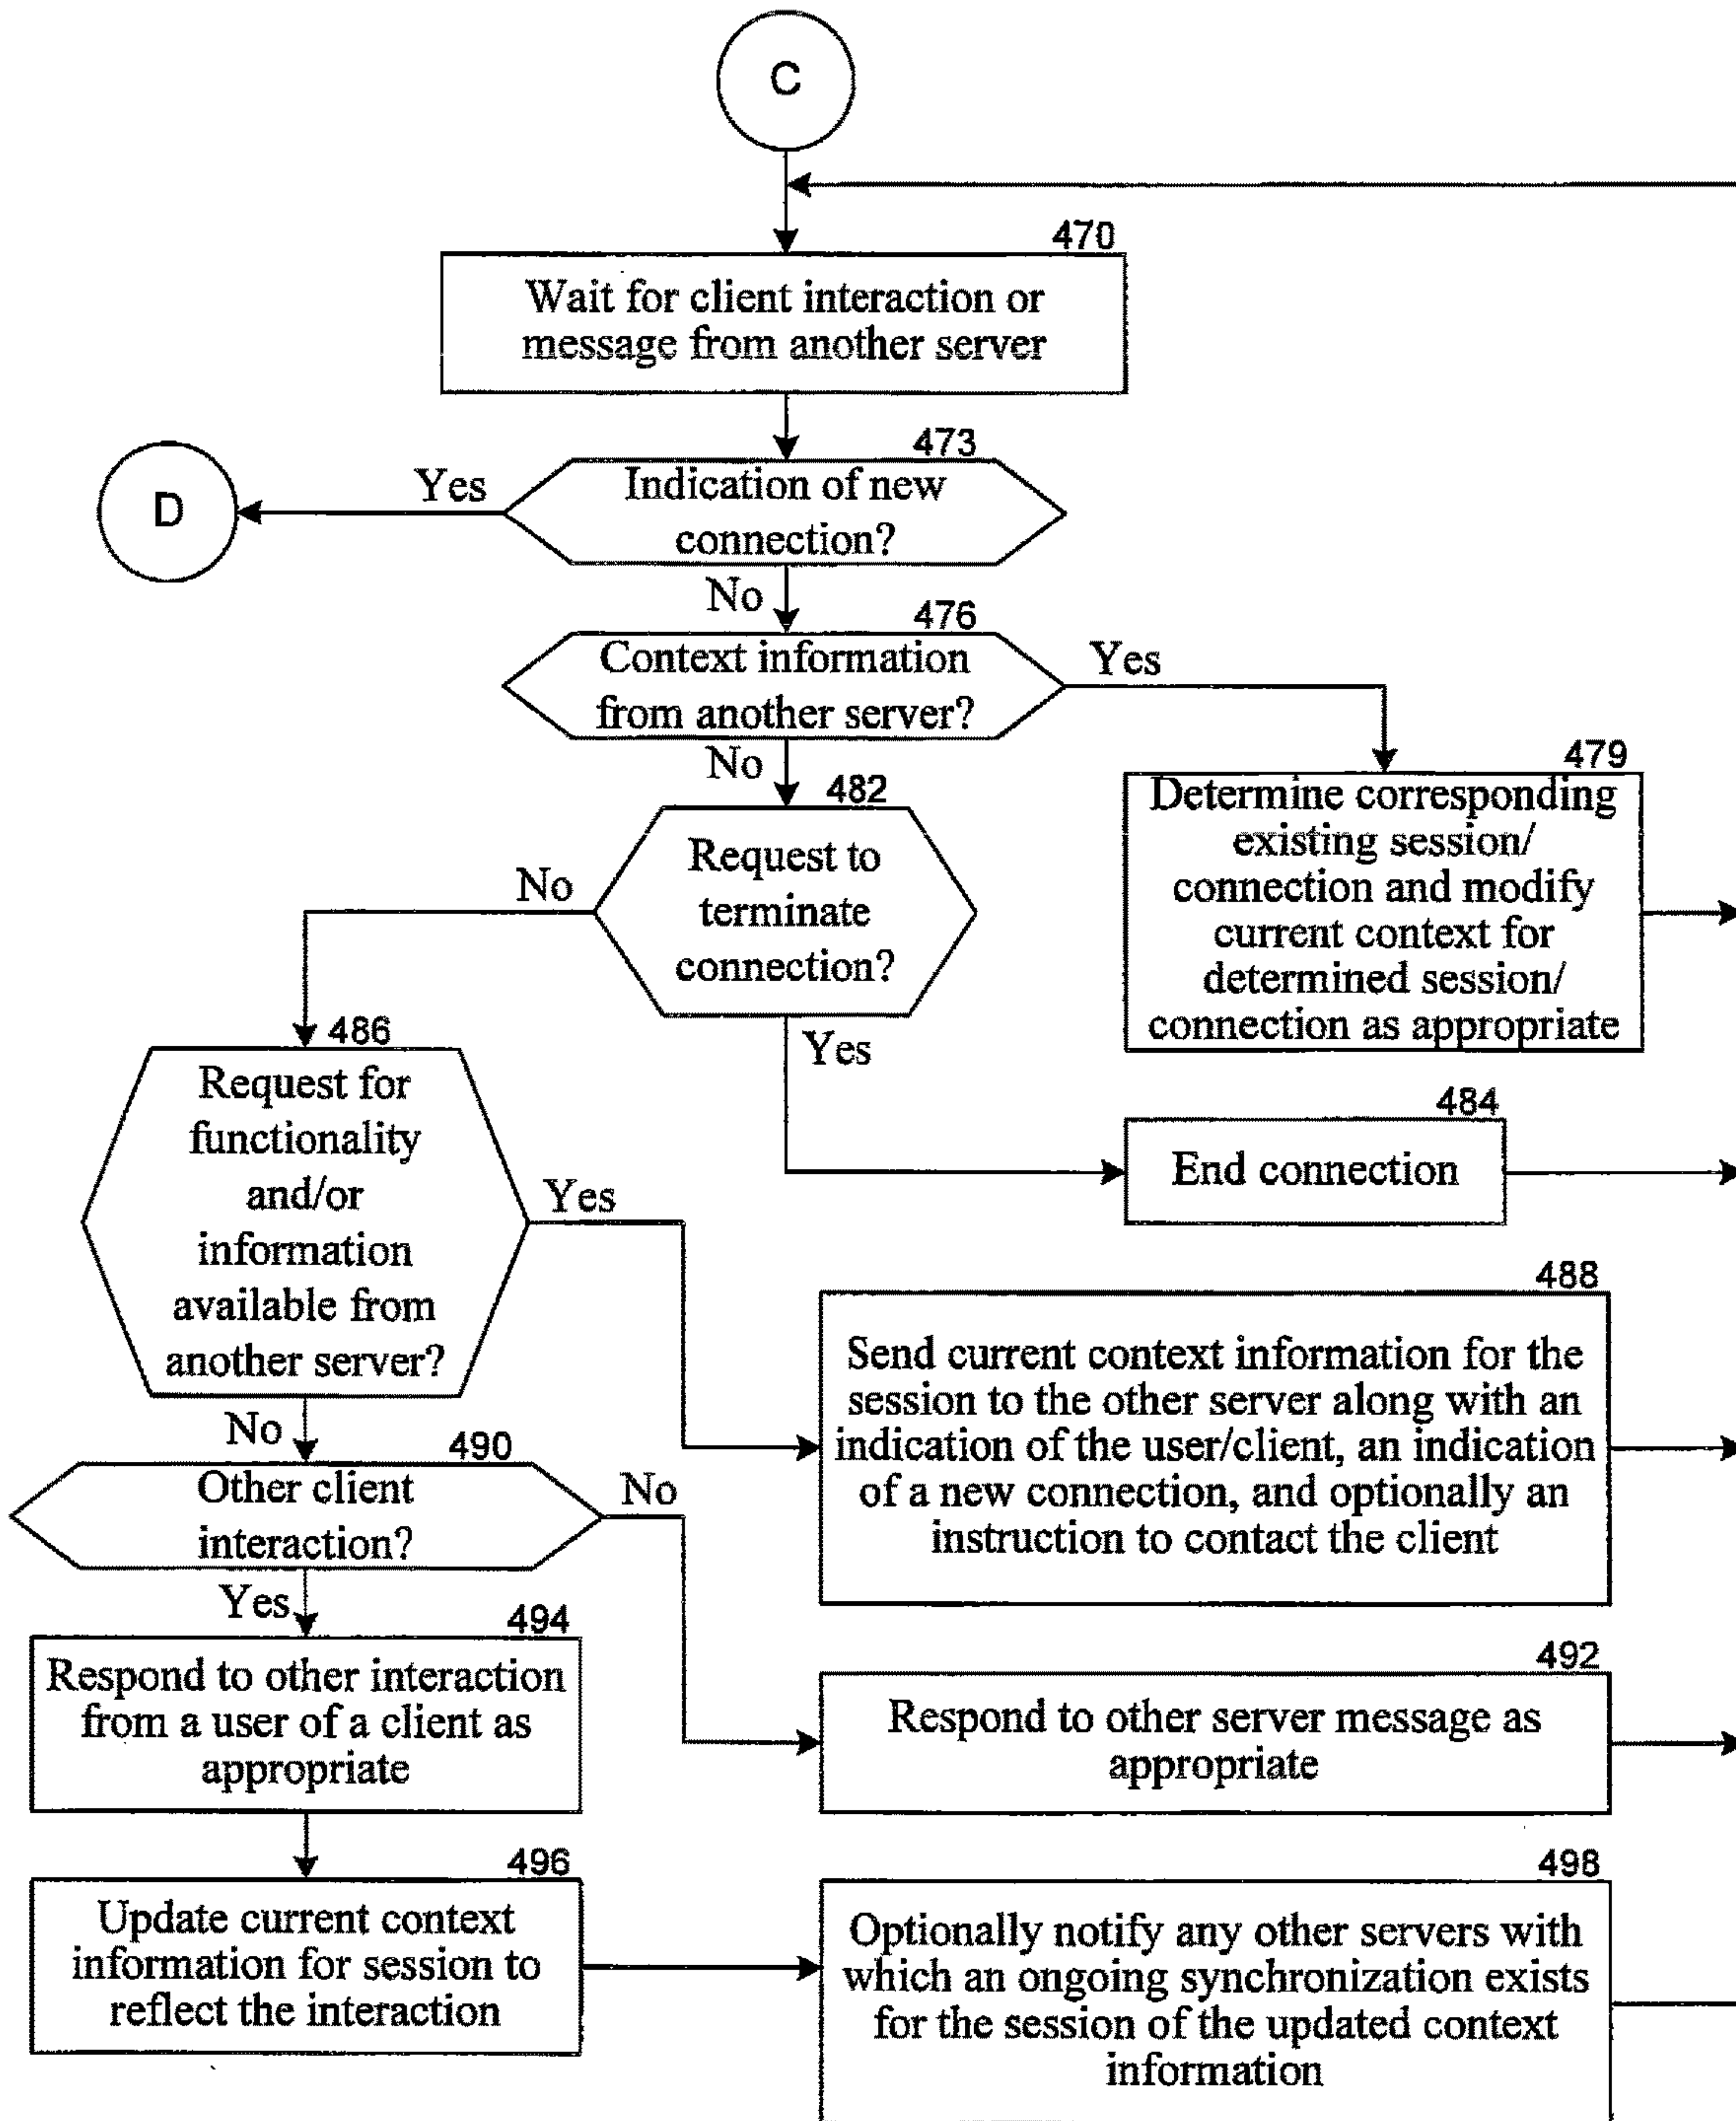 C
470
Wait for client interaction or
message from another server
473
Indication of new
connection?
Yes
D
No
476
Context information
from another server?
Yes
No
479
Determine corresponding
existing session/
connection and modify
current context for
determined session/
connection as appropriate
482
Request to
terminate
connection?
No
Yes
484
End connection
486
Request for
functionality
and/or
information
available from
another server?
Yes
488
Send current context information for the
session to the other server along with an
indication of the user/client, an indication
of a new connection, and optionally an
instruction to contact the client
No
490
Other client
interaction?
No
492
Respond to other server message as
appropriate
Yes
494
Respond to other interaction
from a user of a client as
appropriate
496
Update current context
information for session to
reflect the interaction
498
Optionally notify any other servers with
which an ongoing synchronization exists
for the session of the updated context
information